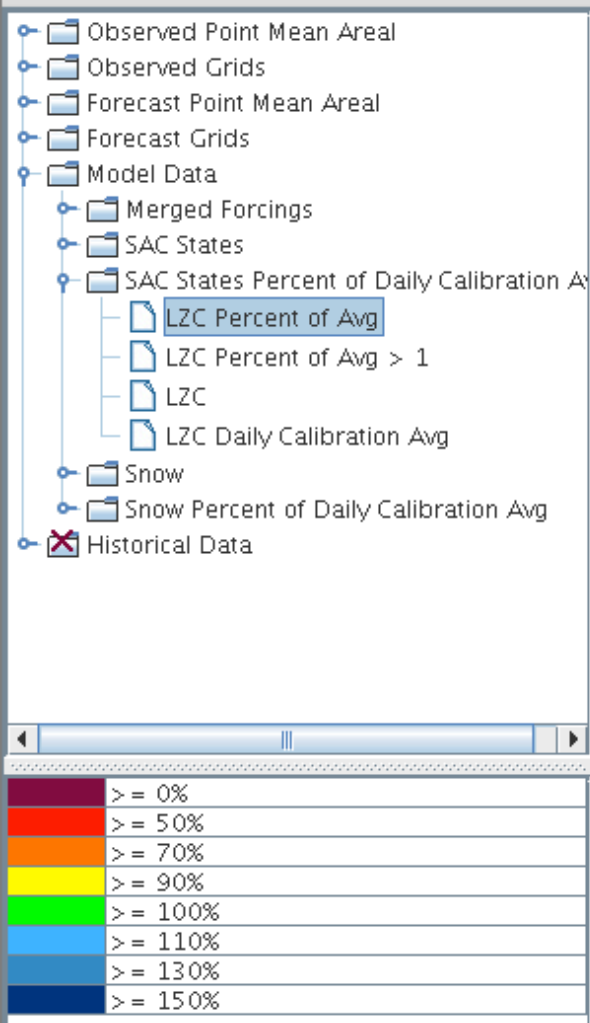 Observed Point Mean Areal
Observed Grids
Forecast Point Mean Areal
Forecast Grids
Model Data
Merged Forcings
SAC States
SAC States Percent of Daily Calibration Av
LZC Percent of Avg
LZC Percent of Avg > 1
LZC
LZC Daily Calibration Avg
Snow
Snow Percent of Daily Calibration Avg
Historical Data
>= 0%
>= 50%
>= 70%
>= 90%
>= 100%
>= 110%
>= 130%
>= 150%